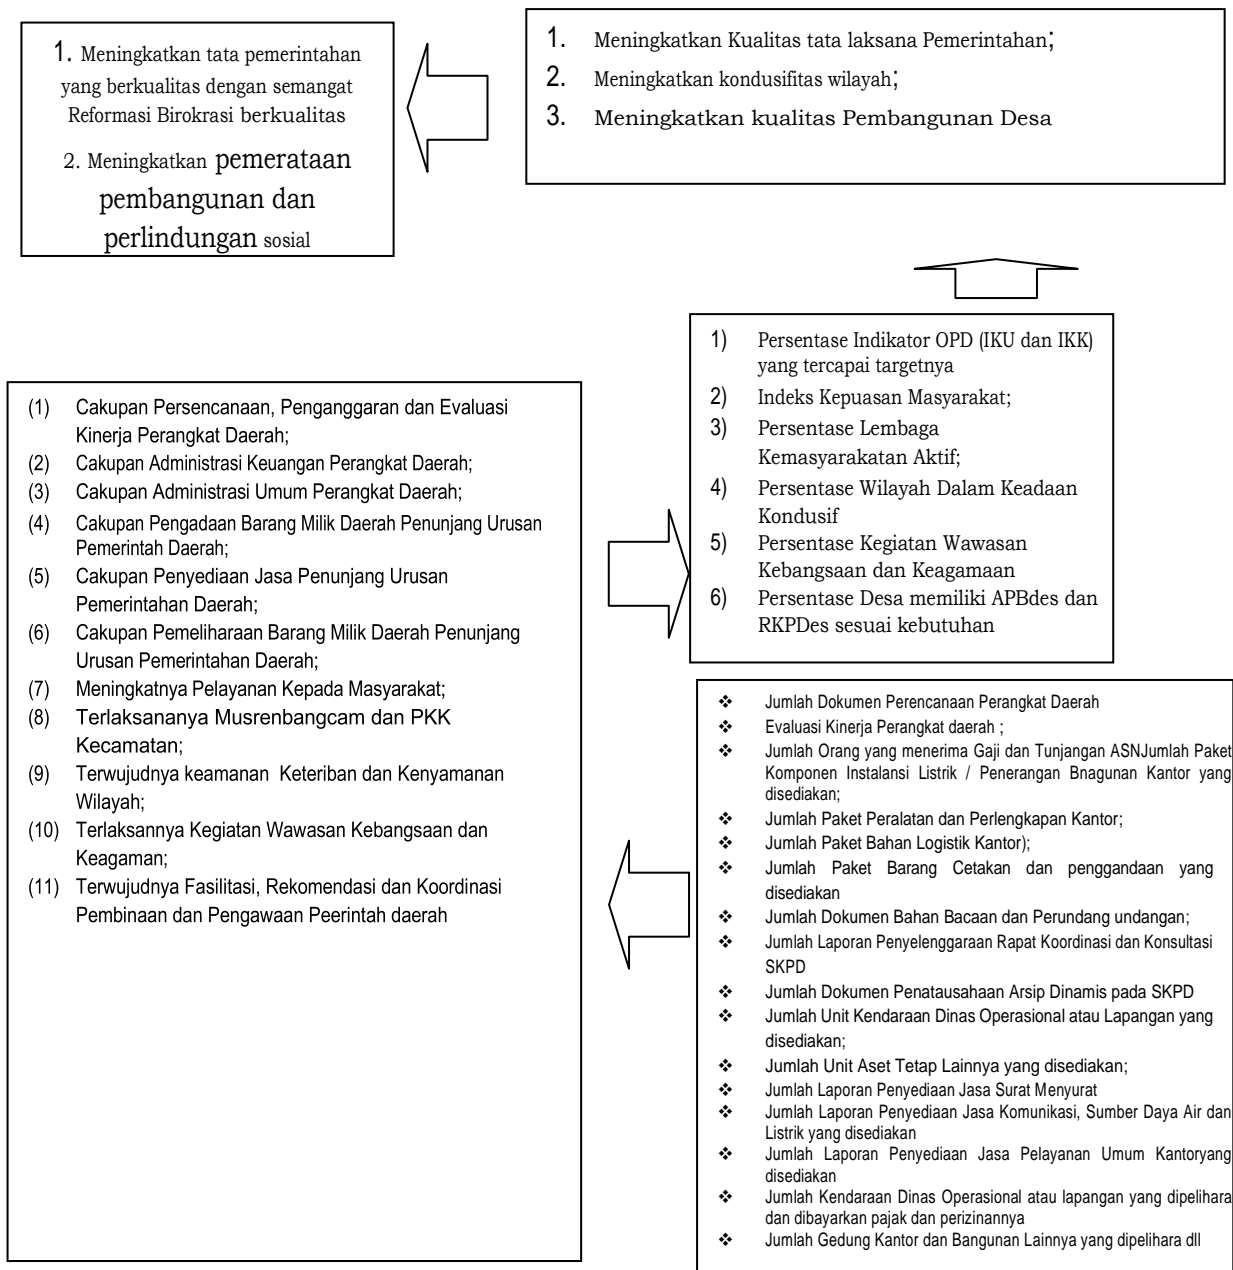 1. Meningkatkan tata pemerintahan
yang berkualitas dengan semangat
Reformasi Birokrasi berkualitas
2. Meningkatkan pemerataan
pembangunan dan
perlindungan sosial
1. Meningkatkan Kualitas tata laksana Pemerintahan;
2. Meningkatkan kondusifitas wilayah;
3. Meningkatkan kualitas Pembangunan Desa
1) Persentase Indikator OPD (IKU dan IKK)
yang tercapai targetnya
2) Indeks Kepuasan Masyarakat;
3) Persentase Lembaga
Kemasyarakatan Aktif;
4) Persentase Wilayah Dalam Keadaan
Kondusif
5) Persentase Kegiatan Wawasan
Kebangsaan dan Keagamaan
6) Persentase Desa memiliki APBdes dan
RKPDes sesuai kebutuhan
(1) Cakupan Persencanaan, Penganggaran dan Evaluasi
Kinerja Perangkat Daerah;
(2) Cakupan Administrasi Keuangan Perangkat Daerah;
(3) Cakupan Administrasi Umum Perangkat Daerah;
(4) Cakupan Pengadaan Barang Milik Daerah Penunjang Urusan
Pemerintah Daerah;
(5) Cakupan Penyediaan Jasa Penunjang Urusan
Pemerintahan Daerah;
(6) Cakupan Pemeliharaan Barang Milik Daerah Penunjang
Urusan Pemerintahan Daerah;
(7) Meningkatnya Pelayanan Kepada Masyarakat;
(8) Terlaksananya Musrenbangcam dan PKK
Kecamatan;
(9) Terwujudnya keamanan Keteriban dan Kenyamanan
Wilayah;
(10) Terlaksannya Kegiatan Wawasan Kebangsaan dan
Keagaman;
(11) Terwujudnya Fasilitasi, Rekomendasi dan Koordinasi
Pembinaan dan Pengawaan Peerintah daerah
❖ Jumlah Dokumen Perencanaan Perangkat Daerah
❖ Evaluasi Kinerja Perangkat daerah ;
❖ Jumlah Orang yang menerima Gaji dan Tunjangan ASNJumlah Paket
Komponen Instalansi Listrik / Penerangan Bnagunan Kantor yang
disediakan;
❖ Jumlah Paket Peralatan dan Perlengkapan Kantor;
❖ Jumlah Paket Bahan Logistik Kantor);
❖ Jumlah Paket Barang Cetakan dan penggandaan yang
disediakan
❖ Jumlah Dokumen Bahan Bacaan dan Perundang undangan;
❖ Jumlah Laporan Penyelenggaraan Rapat Koordinasi dan Konsultasi
SKPD
❖ Jumlah Dokumen Penatausahaan Arsip Dinamis pada SKPD
❖ Jumlah Unit Kendaraan Dinas Operasional atau Lapangan yang
disediakan;
❖ Jumlah Unit Aset Tetap Lainnya yang disediakan;
❖ Jumlah Laporan Penyediaan Jasa Surat Menyurat
❖ Jumlah Laporan Penyediaan Jasa Komunikasi, Sumber Daya Air dan
Listrik yang disediakan
❖ Jumlah Laporan Penyediaan Jasa Pelayanan Umum Kantoryang
disediakan
❖ Jumlah Kendaraan Dinas Operasional atau lapangan yang dipelihara
dan dibayarkan pajak dan perizinannya
❖ Jumlah Gedung Kantor dan Bangunan Lainnya yang dipelihara dll